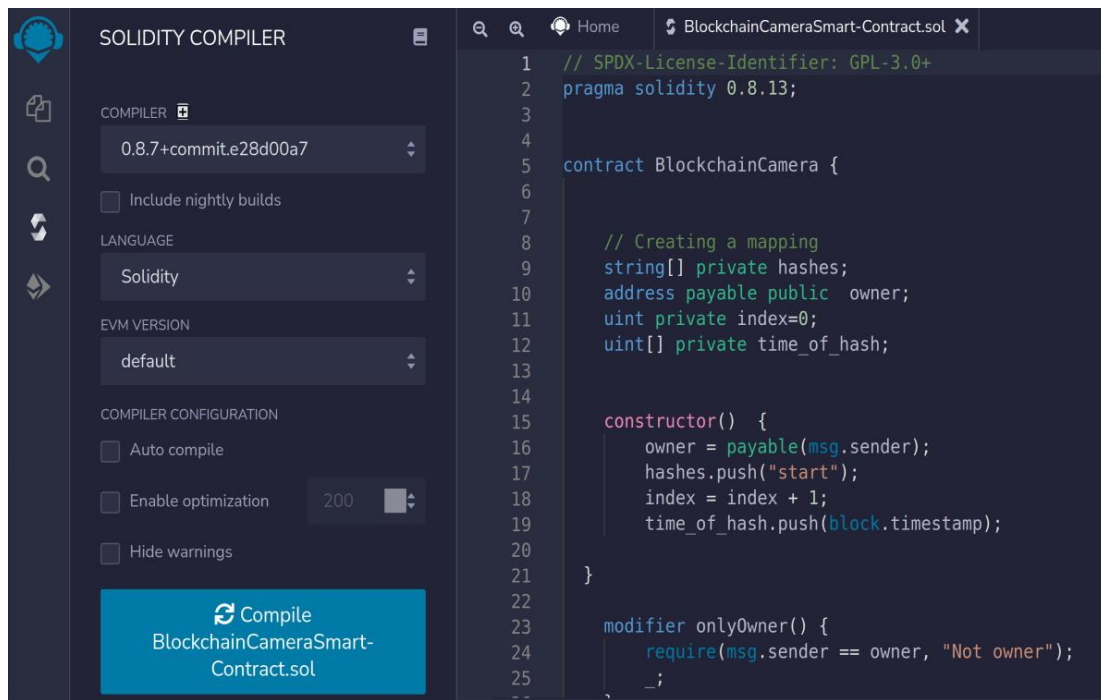 SOLIDITY COMPILER
COMPILER
0.8.7+commit.e28d00a7
Include nightly builds
LANGUAGE
Solidity
EVM VERSION
default
COMPILER CONFIGURATION
Auto compile
Enable optimization 200
Hide warnings
Compile
BlockchainCameraSmart-
Contract.sol
Home BlockchainCameraSmart-Contract.sol
1 // SPDX-License-Identifier: GPL-3.0+
2 pragma solidity 0.8.13;
3
4
5 contract BlockchainCamera {
6
7
8 // Creating a mapping
9 string[] private hashes;
10 address payable public  owner;
11 uint private index=0;
12 uint[] private time_of_hash;
13
14
15 constructor()  {
16 owner = payable(msg.sender);
17 hashes.push("start");
18 index = index + 1;
19 time_of_hash.push(block.timestamp);
20
21 }
22
23 modifier onlyOwner() {
24 require(msg.sender == owner, "Not owner");
25 _;